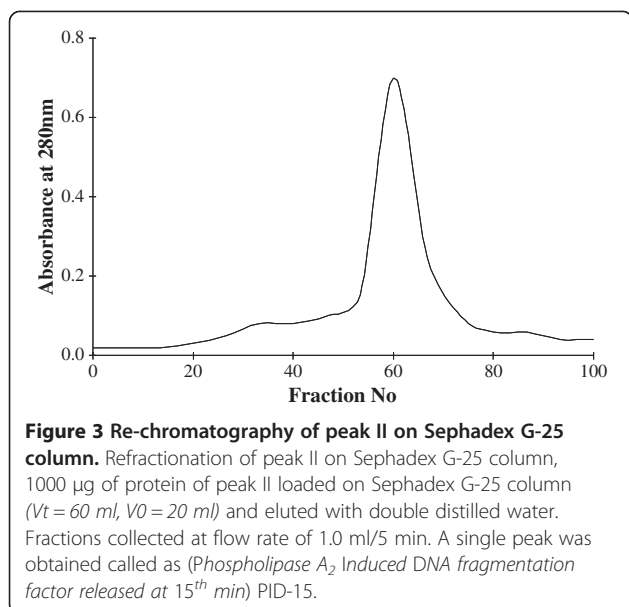 0.8
0.6
0.4
0.2
0.0
Absorbance at 280nm
0 20 40 60 80 100
Fraction No
Figure 3 Re-chromatography of peak II on Sephadex G-25
column. Refractionation of peak II on Sephadex G-25 column,
1000 μg of protein of peak II loaded on Sephadex G-25 column
(Vt = 60 ml, V0 = 20 ml) and eluted with double distilled water.
Fractions collected at flow rate of 1.0 ml/5 min. A single peak was
obtained called as (Phospholipase A₂ Induced DNA fragmentation
factor released at 15ᵗʰ min) PID-15.